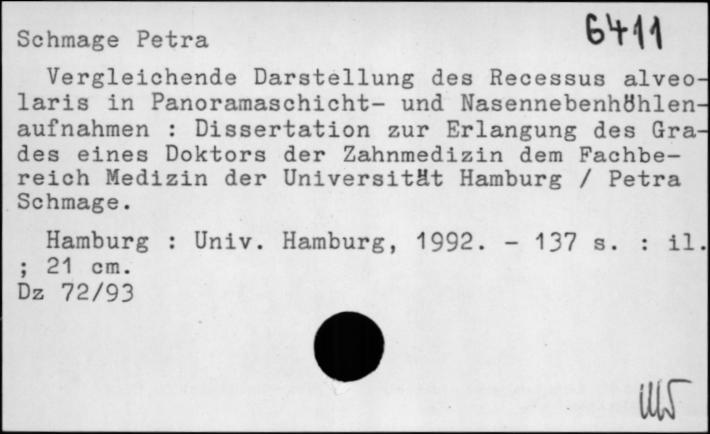 6411
Schmage Petra
Vergleichende Darstellung des Recessus alveo-
laris in Panoramaschicht- und Nasennebenhöhlen-
aufnahmen : Dissertation zur Erlangung des Gra-
des eines Doktors der Zahnmedizin dem Fachbe-
reich Medizin der Universität Hamburg / Petra
Schmage.
Hamburg : Univ. Hamburg, 1992. - 137 s. : il.
; 21 cm.
Dz 72/93